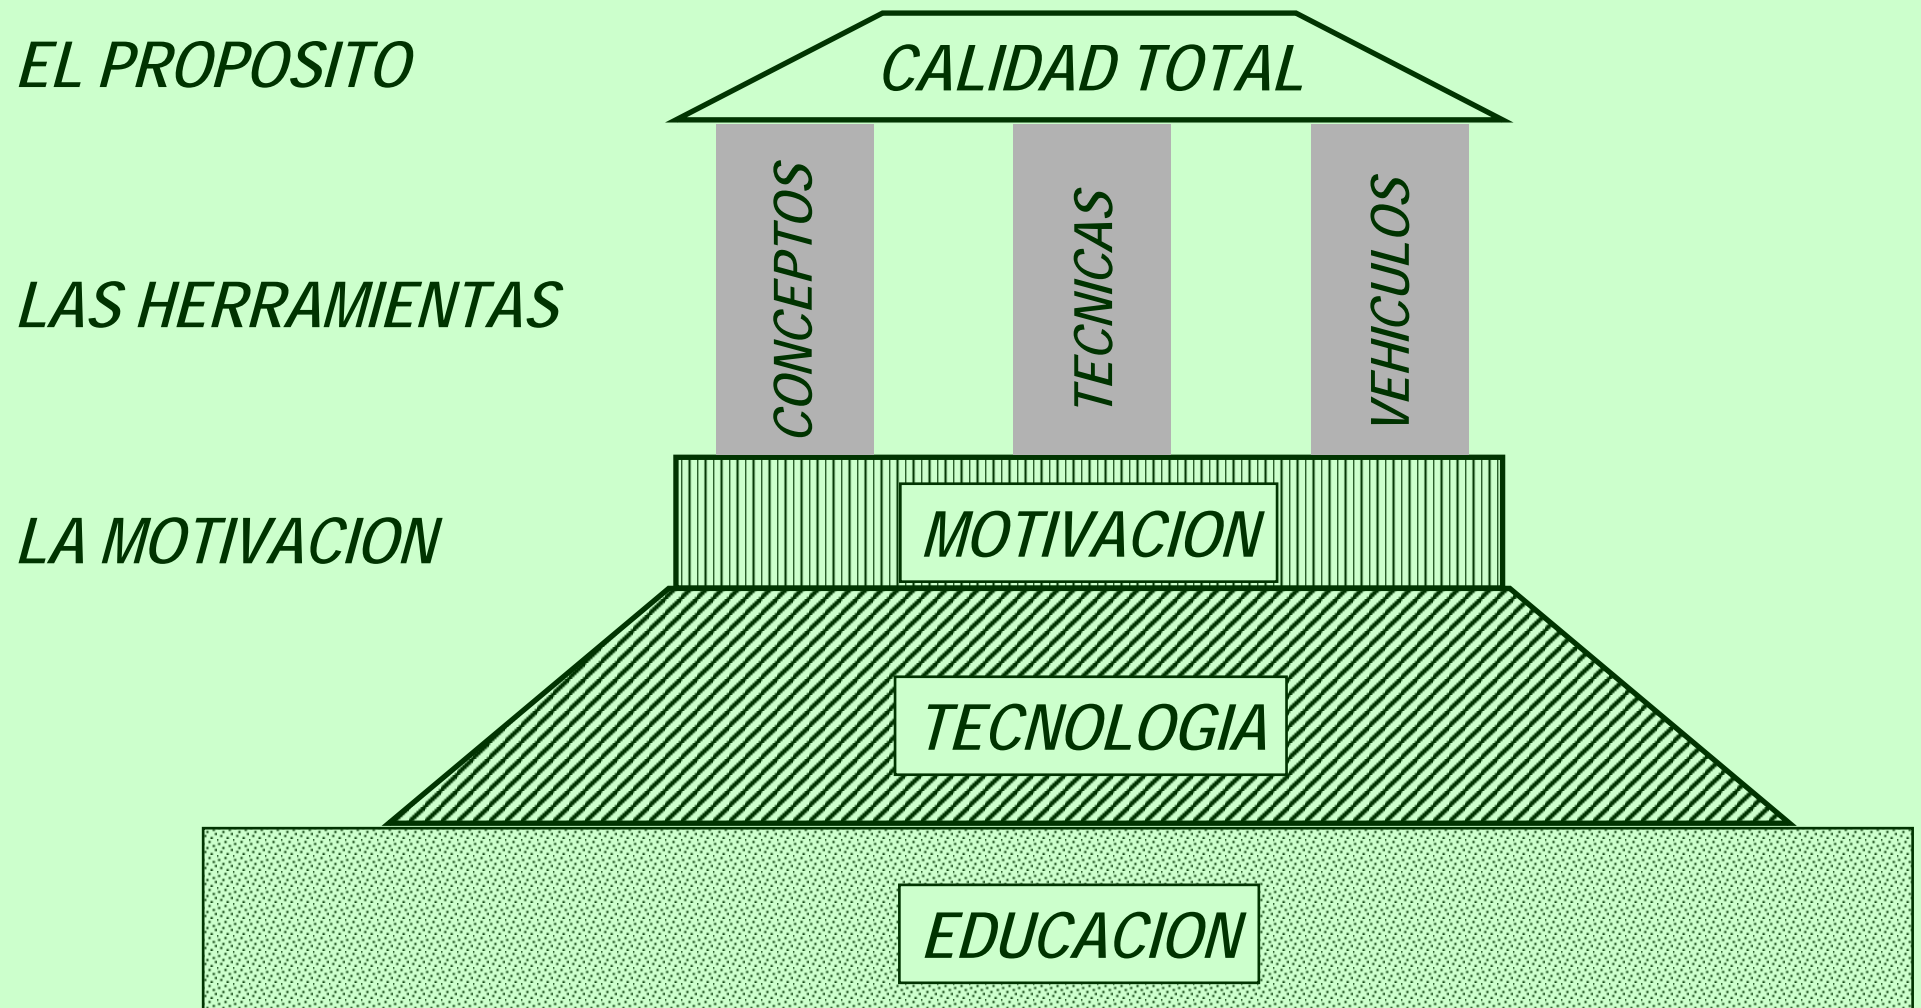 EL PROPOSITO
CALIDAD TOTAL
LAS HERRAMIENTAS
CONCEPTOS
TECNICAS
VEHICULOS
LA MOTIVACION
MOTIVACION
TECNOLOGIA
EDUCACION